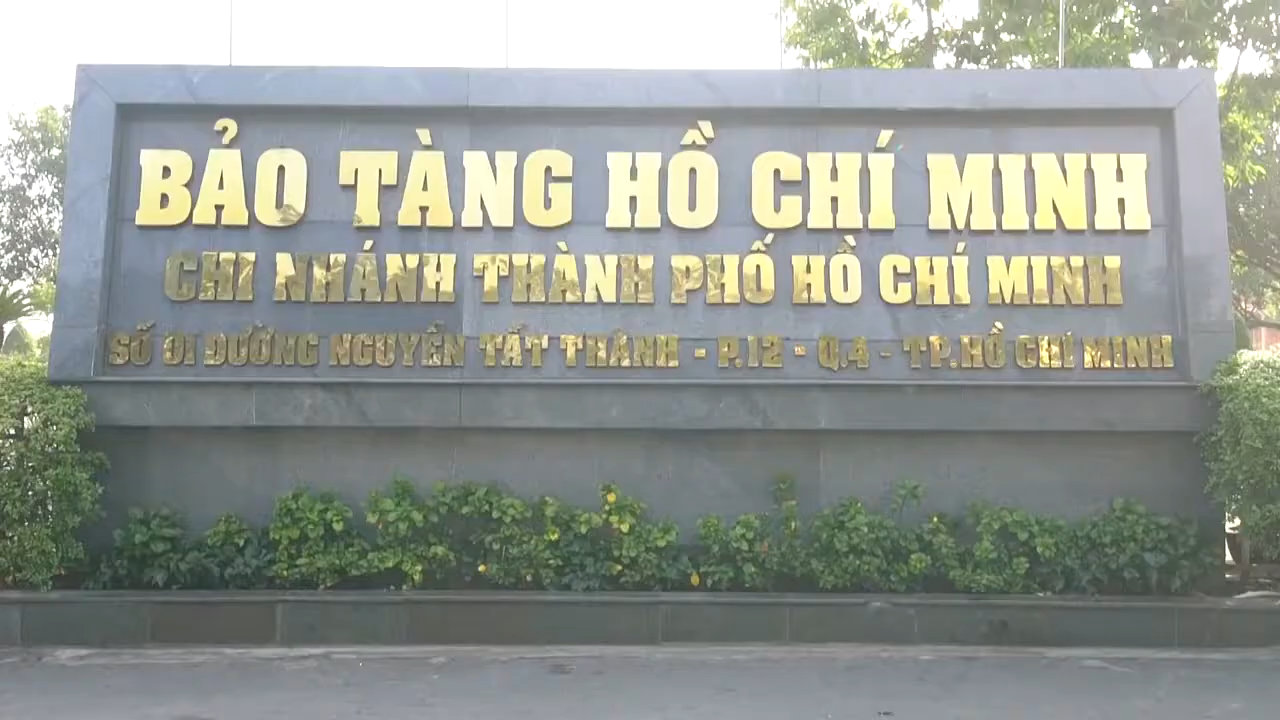 BẢO TÀNG HỒ CHÍ MINH
CHI NHÁNH THÀNH PHỐ HỒ CHÍ MINH
SỐ 01 ĐƯỜNG NGUYỄN TẤT THÀNH - P.12 - Q.4 - TP.HỒ CHÍ MINH